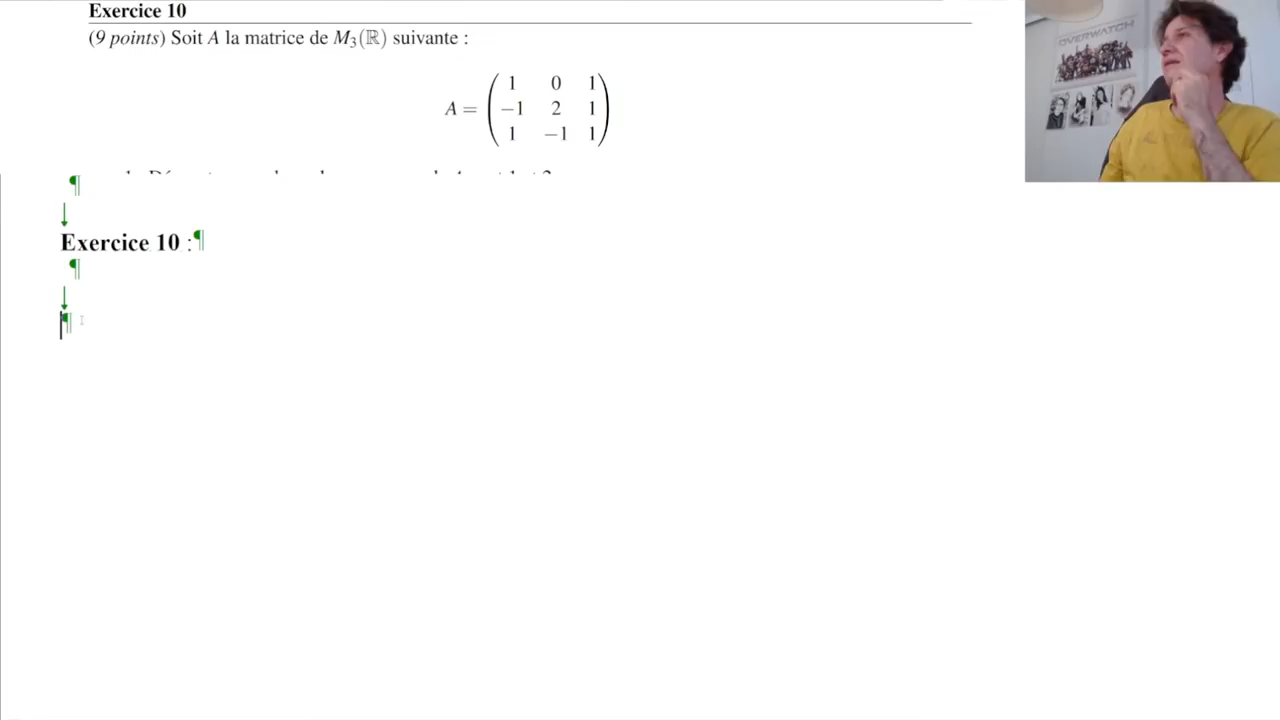 Exercice 10
(9 points) Soit A la matrice de M₃(ℝ) suivante :
A = ( 1 0 1
−1 2 1
1 −1 1 )
OVERWATCH
¶
↓
Exercice 10 :¶
¶
↓
¶